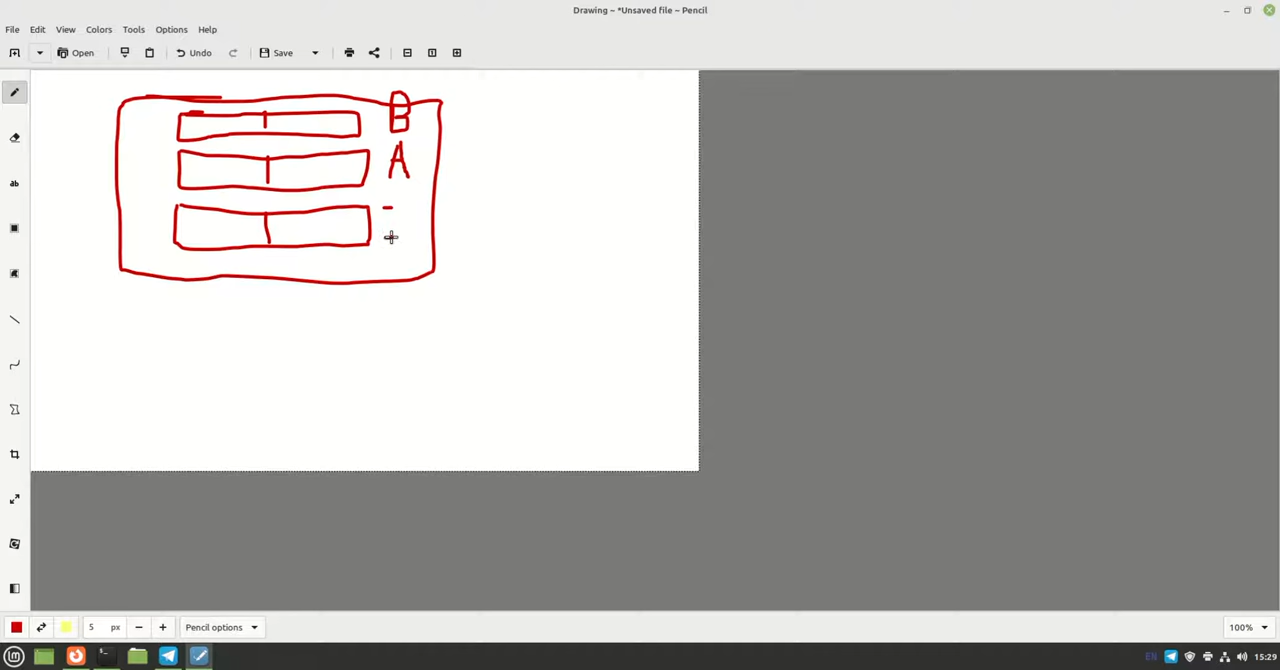 Drawing ~ *Unsaved file ~ Pencil
File Edit View Colors Tools Options Help
Open Undo Save
ab
B
A
5 px Pencil options 100%
EN 15:29